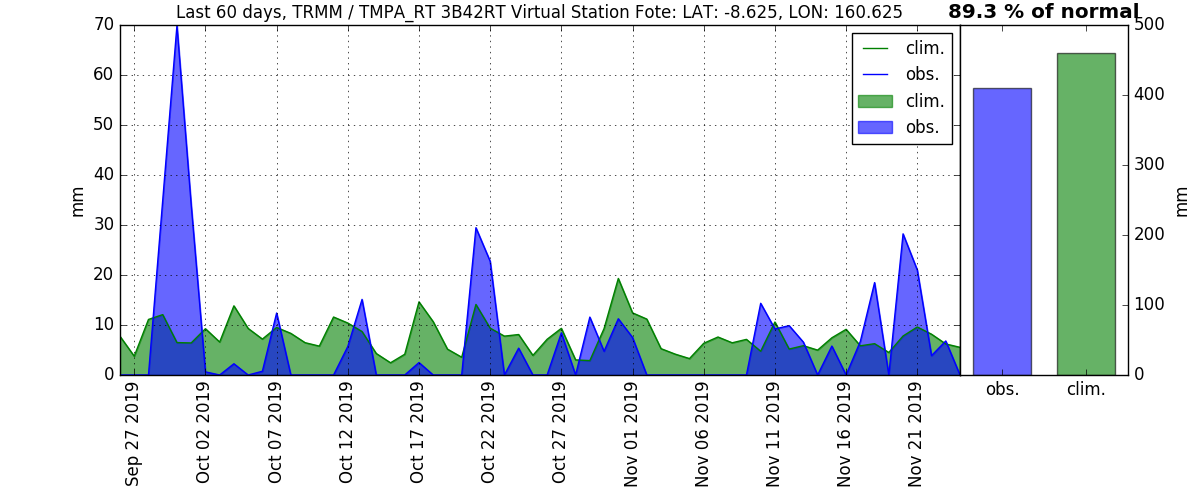 Last 60 days, TRMM / TMPA_RT 3B42RT Virtual Station Fote: LAT: -8.625, LON: 160.625
89.3 % of normal
70
60
50
40
30
20
10
0
mm
clim.
obs.
clim.
obs.
500
400
300
200
100
0
mm
Sep 27 2019
Oct 02 2019
Oct 07 2019
Oct 12 2019
Oct 17 2019
Oct 22 2019
Oct 27 2019
Nov 01 2019
Nov 06 2019
Nov 11 2019
Nov 16 2019
Nov 21 2019
obs.
clim.